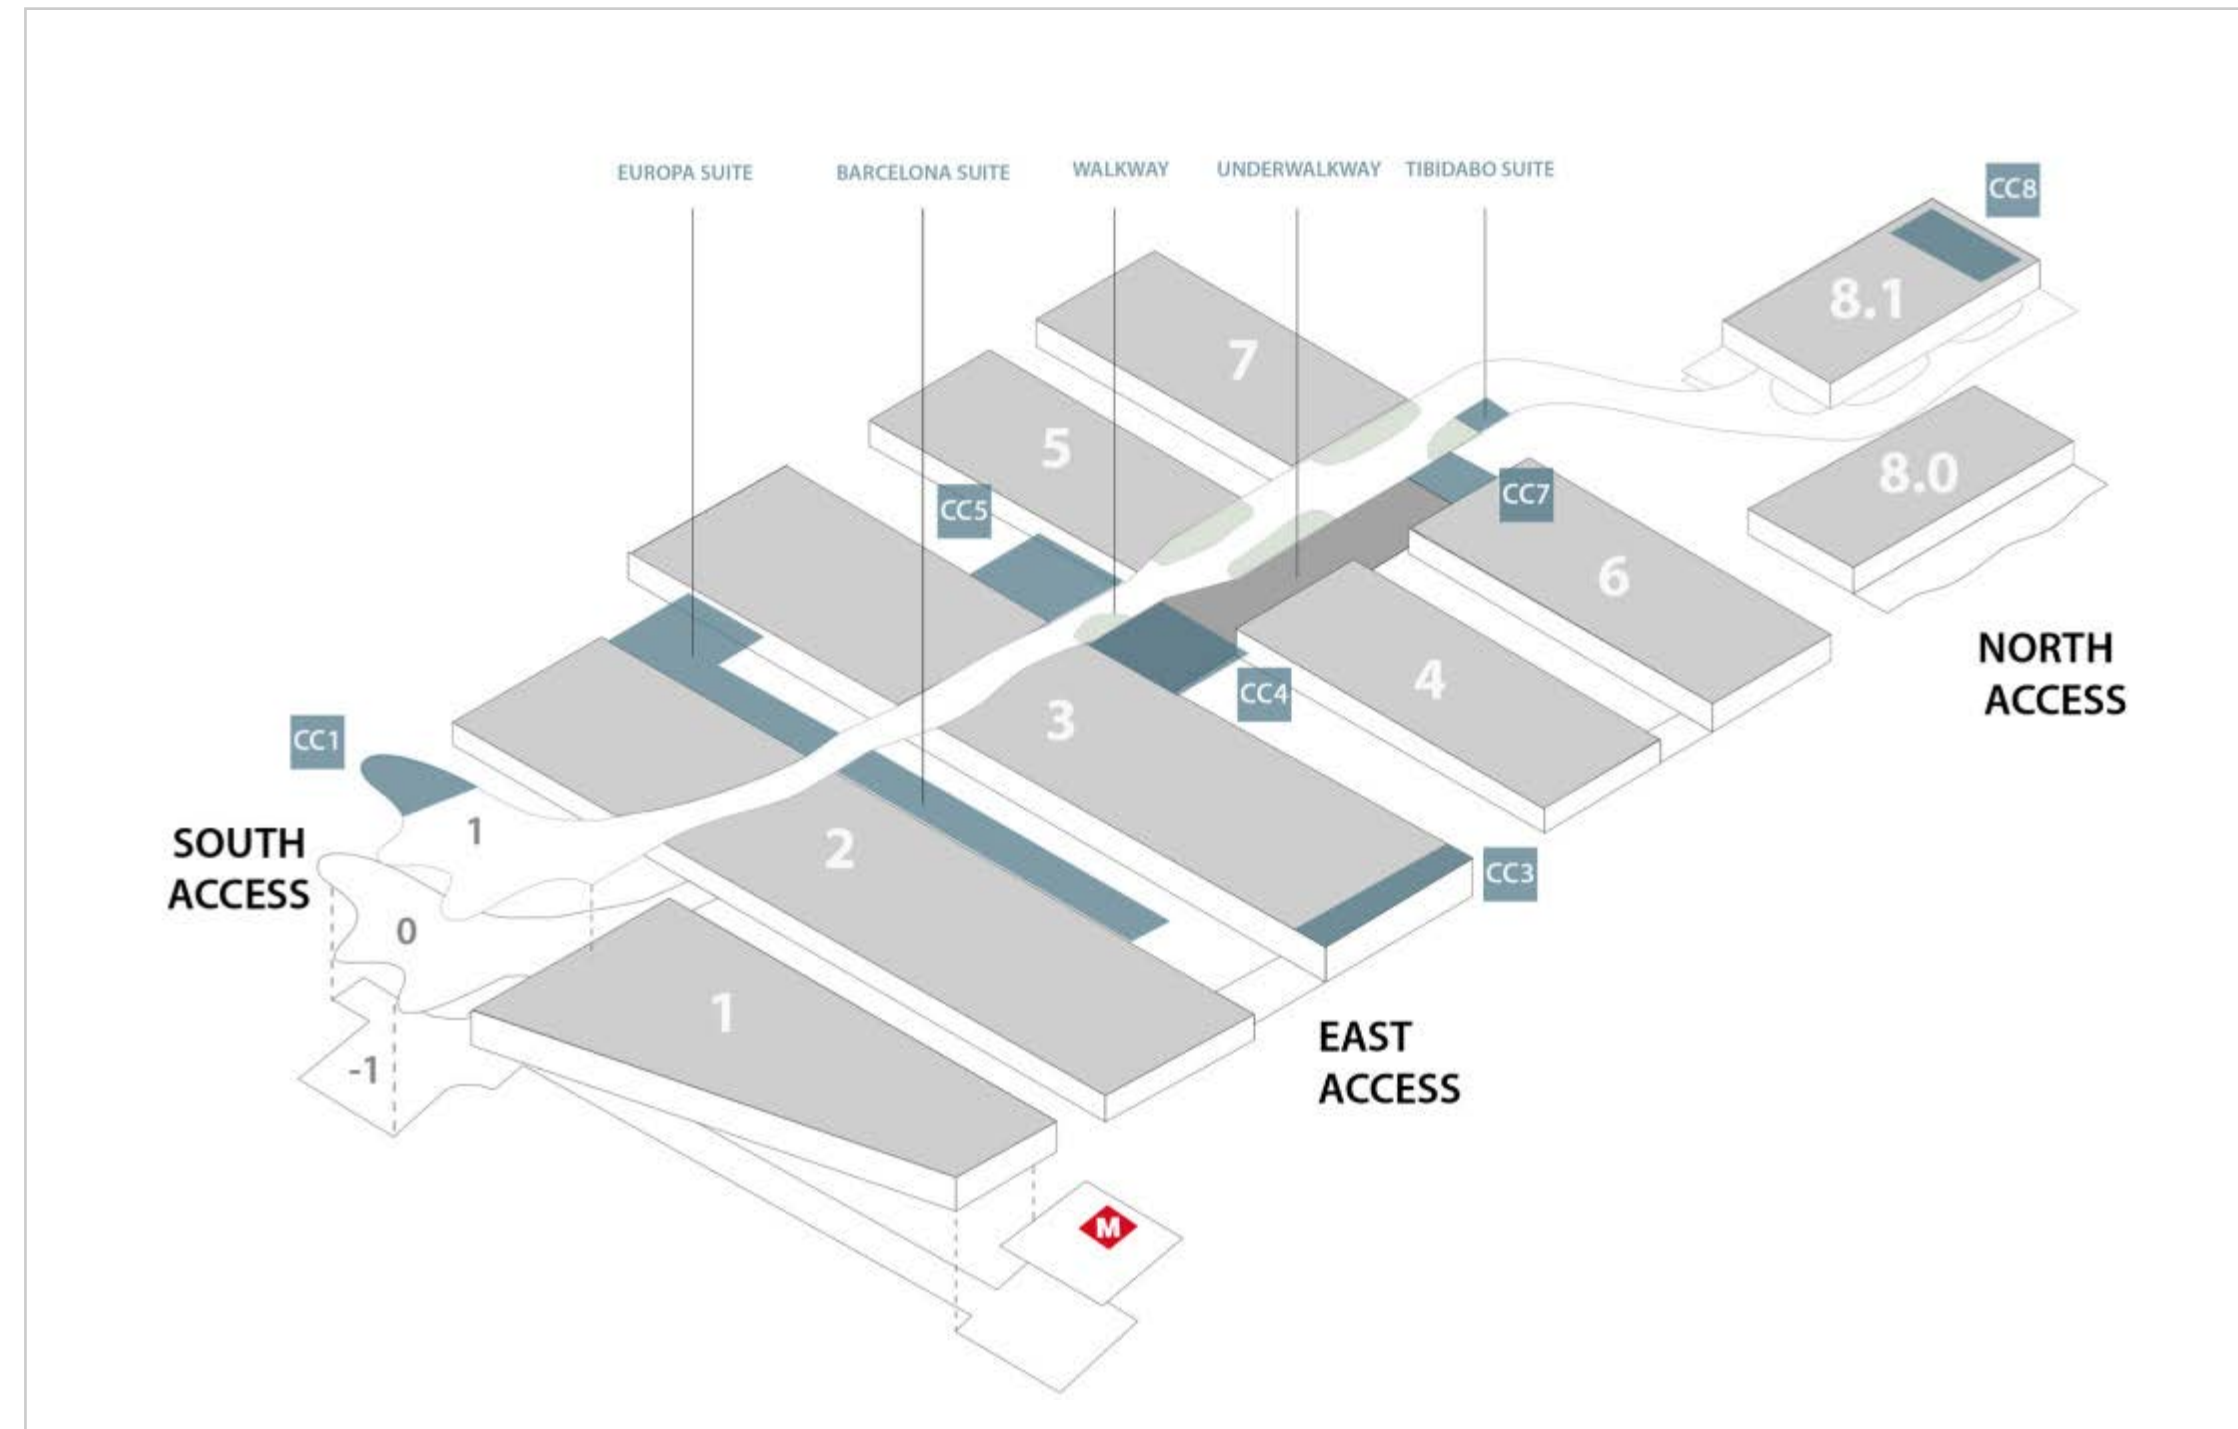 EUROPA SUITE
BARCELONA SUITE
WALKWAY
UNDERWALKWAY
TIBIDABO SUITE
CC8
8.1
7
5
CC5
CC7
8.0
6
NORTH
ACCESS
4
CC4
3
CC1
1
SOUTH
ACCESS
2
CC3
0
1
EAST
ACCESS
-1
M